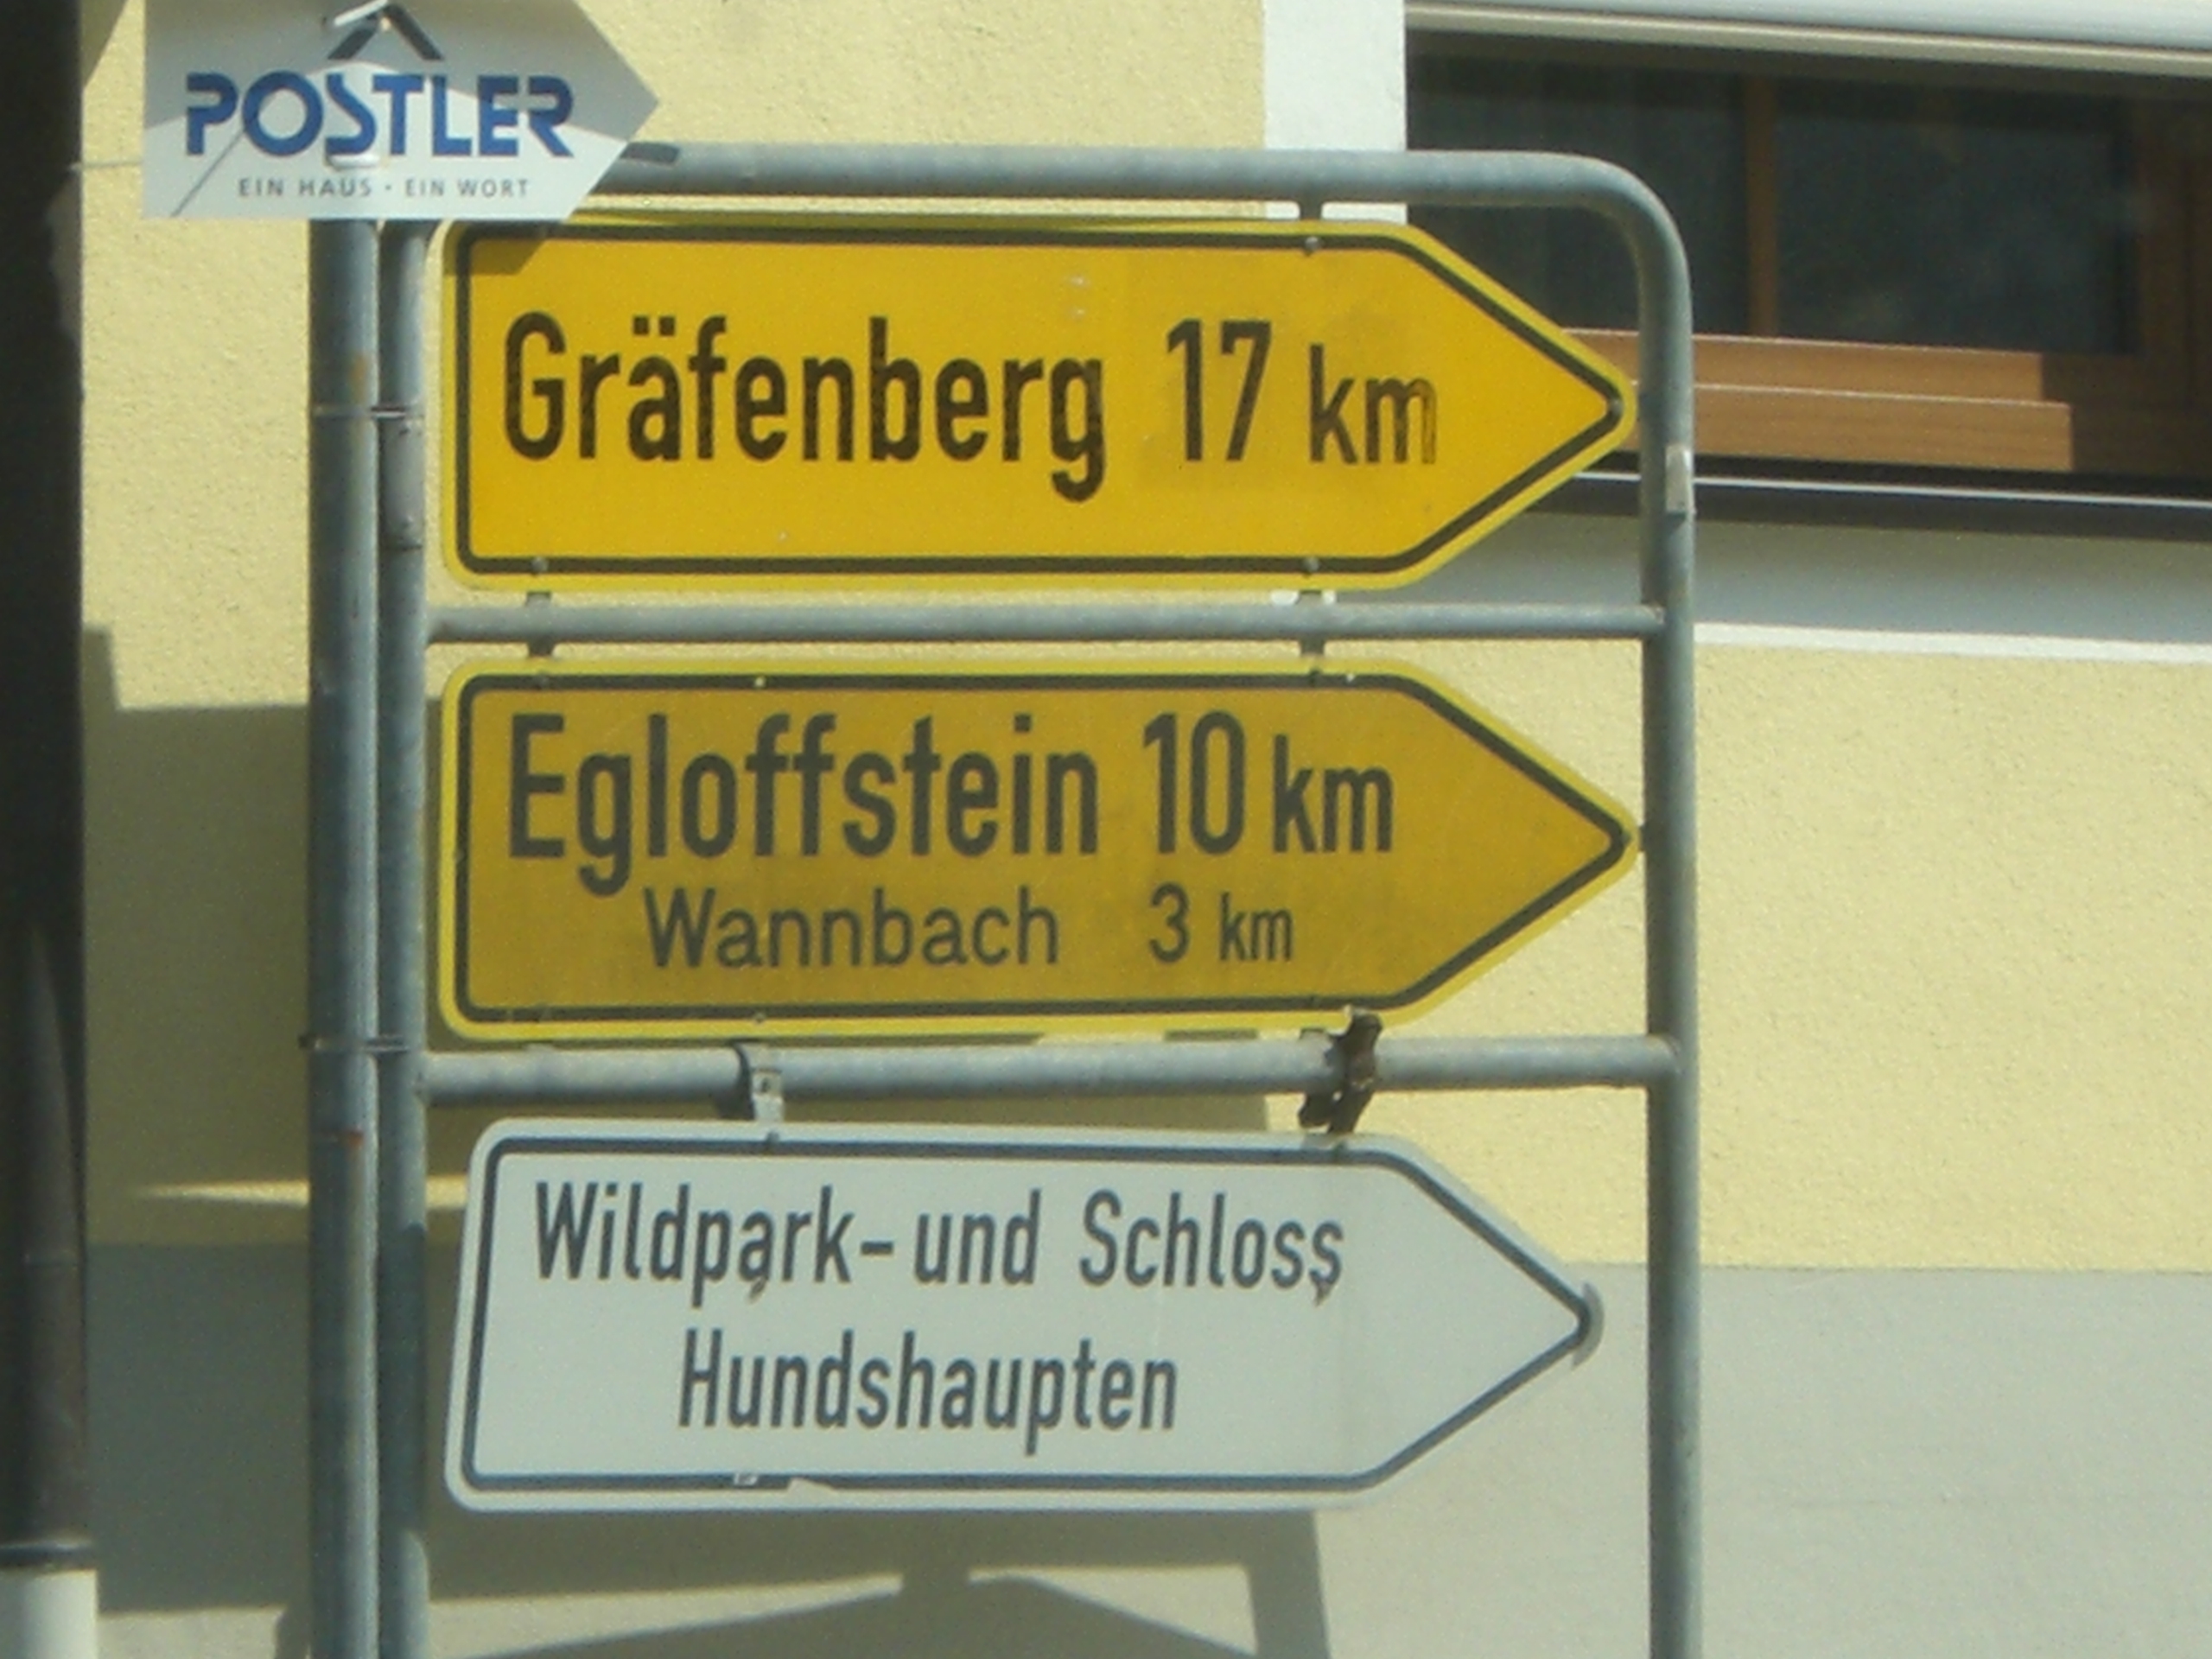 POSTLER
EIN HAUS · EIN WORT
Gräfenberg 17 km
Egloffstein 10 km
Wannbach 3 km
Wildpark- und Schloss
Hundshaupten